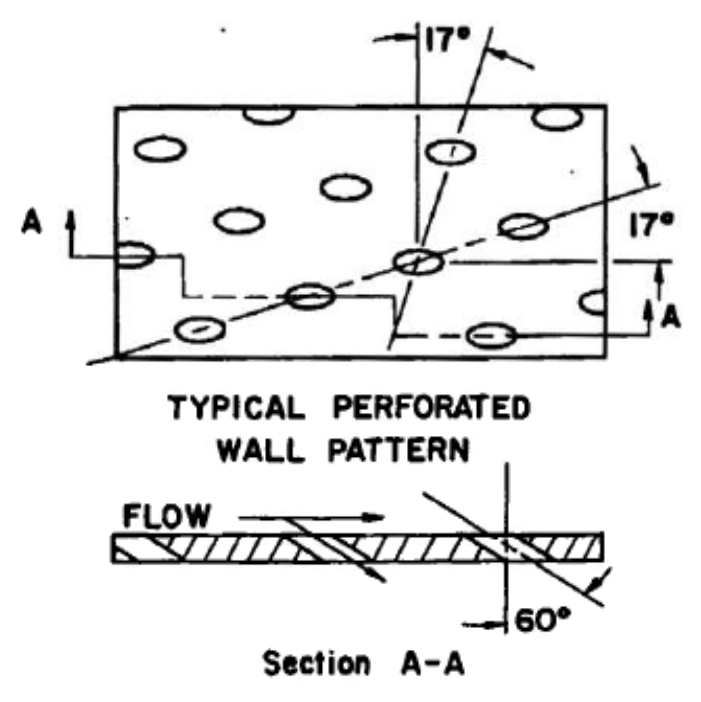 17°
A
17°
A
TYPICAL PERFORATED
WALL PATTERN
FLOW
60°
Section A-A